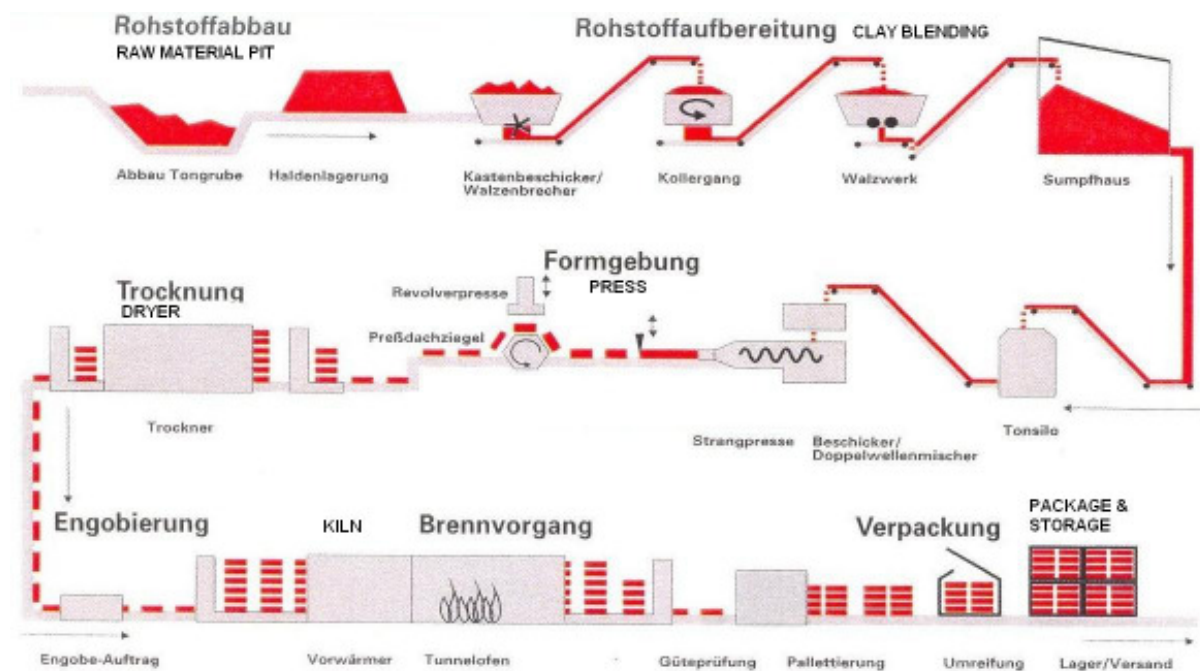 Rohstoffabbau
RAW MATERIAL PIT
Rohstoffaufbereitung CLAY BLENDING
Abbau Tongrube
Haldenlagerung
Kastenbeschicker/
Walzenbrecher
Kollergang
Walzwerk
Sumpfhaus
Formgebung
PRESS
Trocknung
DRYER
Revolverpresse
Preßdachziegel
Trockner
Strangpresse
Beschicker/
Doppelwellenmischer
Tonsilo
Engobierung
KILN
Brennvorgang
Verpackung
PACKAGE &
STORAGE
Engobe-Auftrag
Vorwärmer
Tunnelofen
Güteprüfung
Pallettierung
Umreifung
Lager/Versand